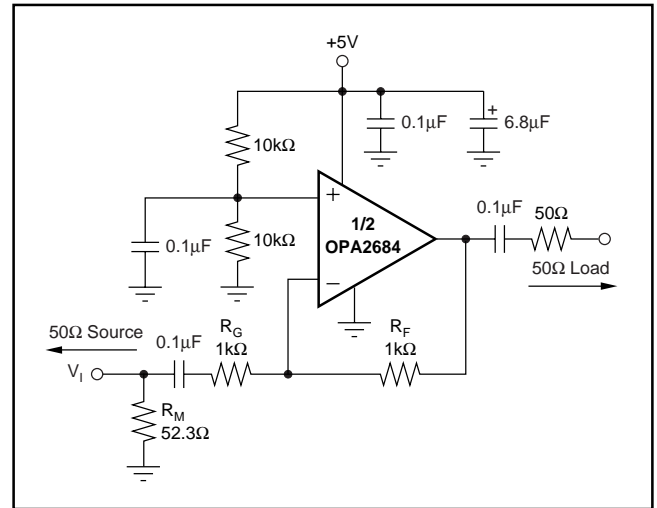 +5V
+
0.1µF
6.8µF
10kΩ
+
0.1µF
10kΩ
1/2
OPA2684
0.1µF
50Ω
50Ω Load
–
50Ω Source
0.1µF
R_G
1kΩ
R_F
1kΩ
V_I
R_M
52.3Ω